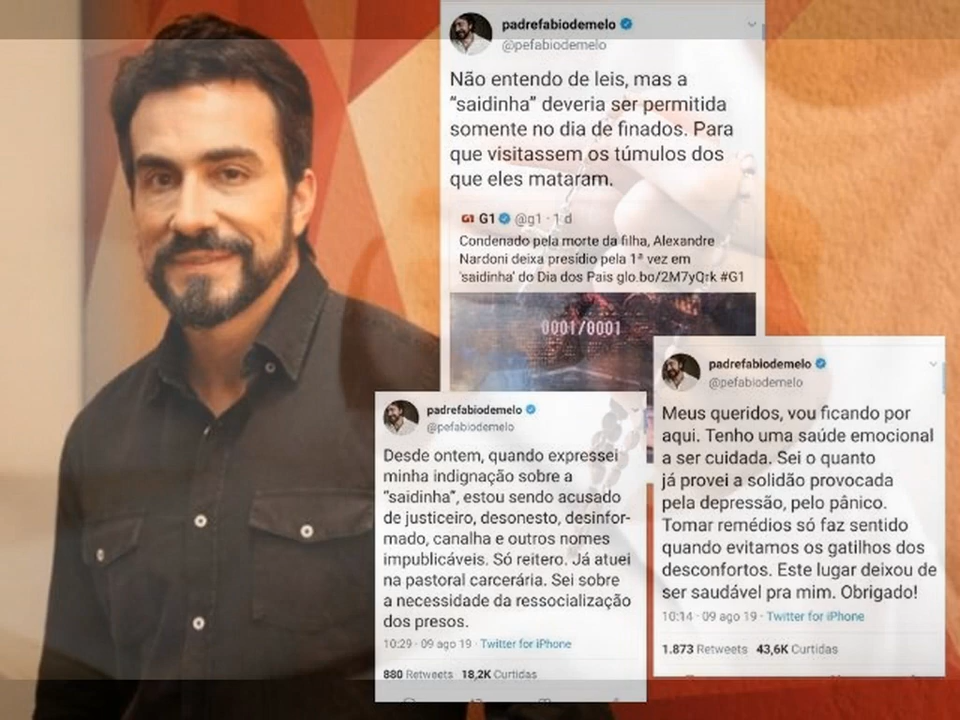 padrefabiodemelo
@pefabiodemelo
Não entendo de leis, mas a
“saidinha” deveria ser permitida
somente no dia de finados. Para
que visitassem os túmulos dos
que eles mataram.
G1 G1 @g1 · 1 d
Condenado pela morte da filha, Alexandre
Nardoni deixa presídio pela 1ª vez em
'saidinha' do Dia dos Pais glo.bo/2M7yQrk #G1
0001/0001
padrefabiodemelo
@pefabiodemelo
Desde ontem, quando expressei
minha indignação sobre a
“saidinha”, estou sendo acusado
de justiceiro, desonesto, desinfor-
mado, canalha e outros nomes
impublicáveis. Só reitero. Já atuei
na pastoral carcerária. Sei sobre
a necessidade da ressocialização
dos presos.
10:29 · 09 ago 19 · Twitter for iPhone
880 Retweets 18,2K Curtidas
padrefabiodemelo
@pefabiodemelo
Meus queridos, vou ficando por
aqui. Tenho uma saúde emocional
a ser cuidada. Sei o quanto
já provei a solidão provocada
pela depressão, pelo pânico.
Tomar remédios só faz sentido
quando evitamos os gatilhos dos
desconfortos. Este lugar deixou de
ser saudável pra mim. Obrigado!
10:14 · 09 ago 19 · Twitter for iPhone
1.873 Retweets 43,6K Curtidas